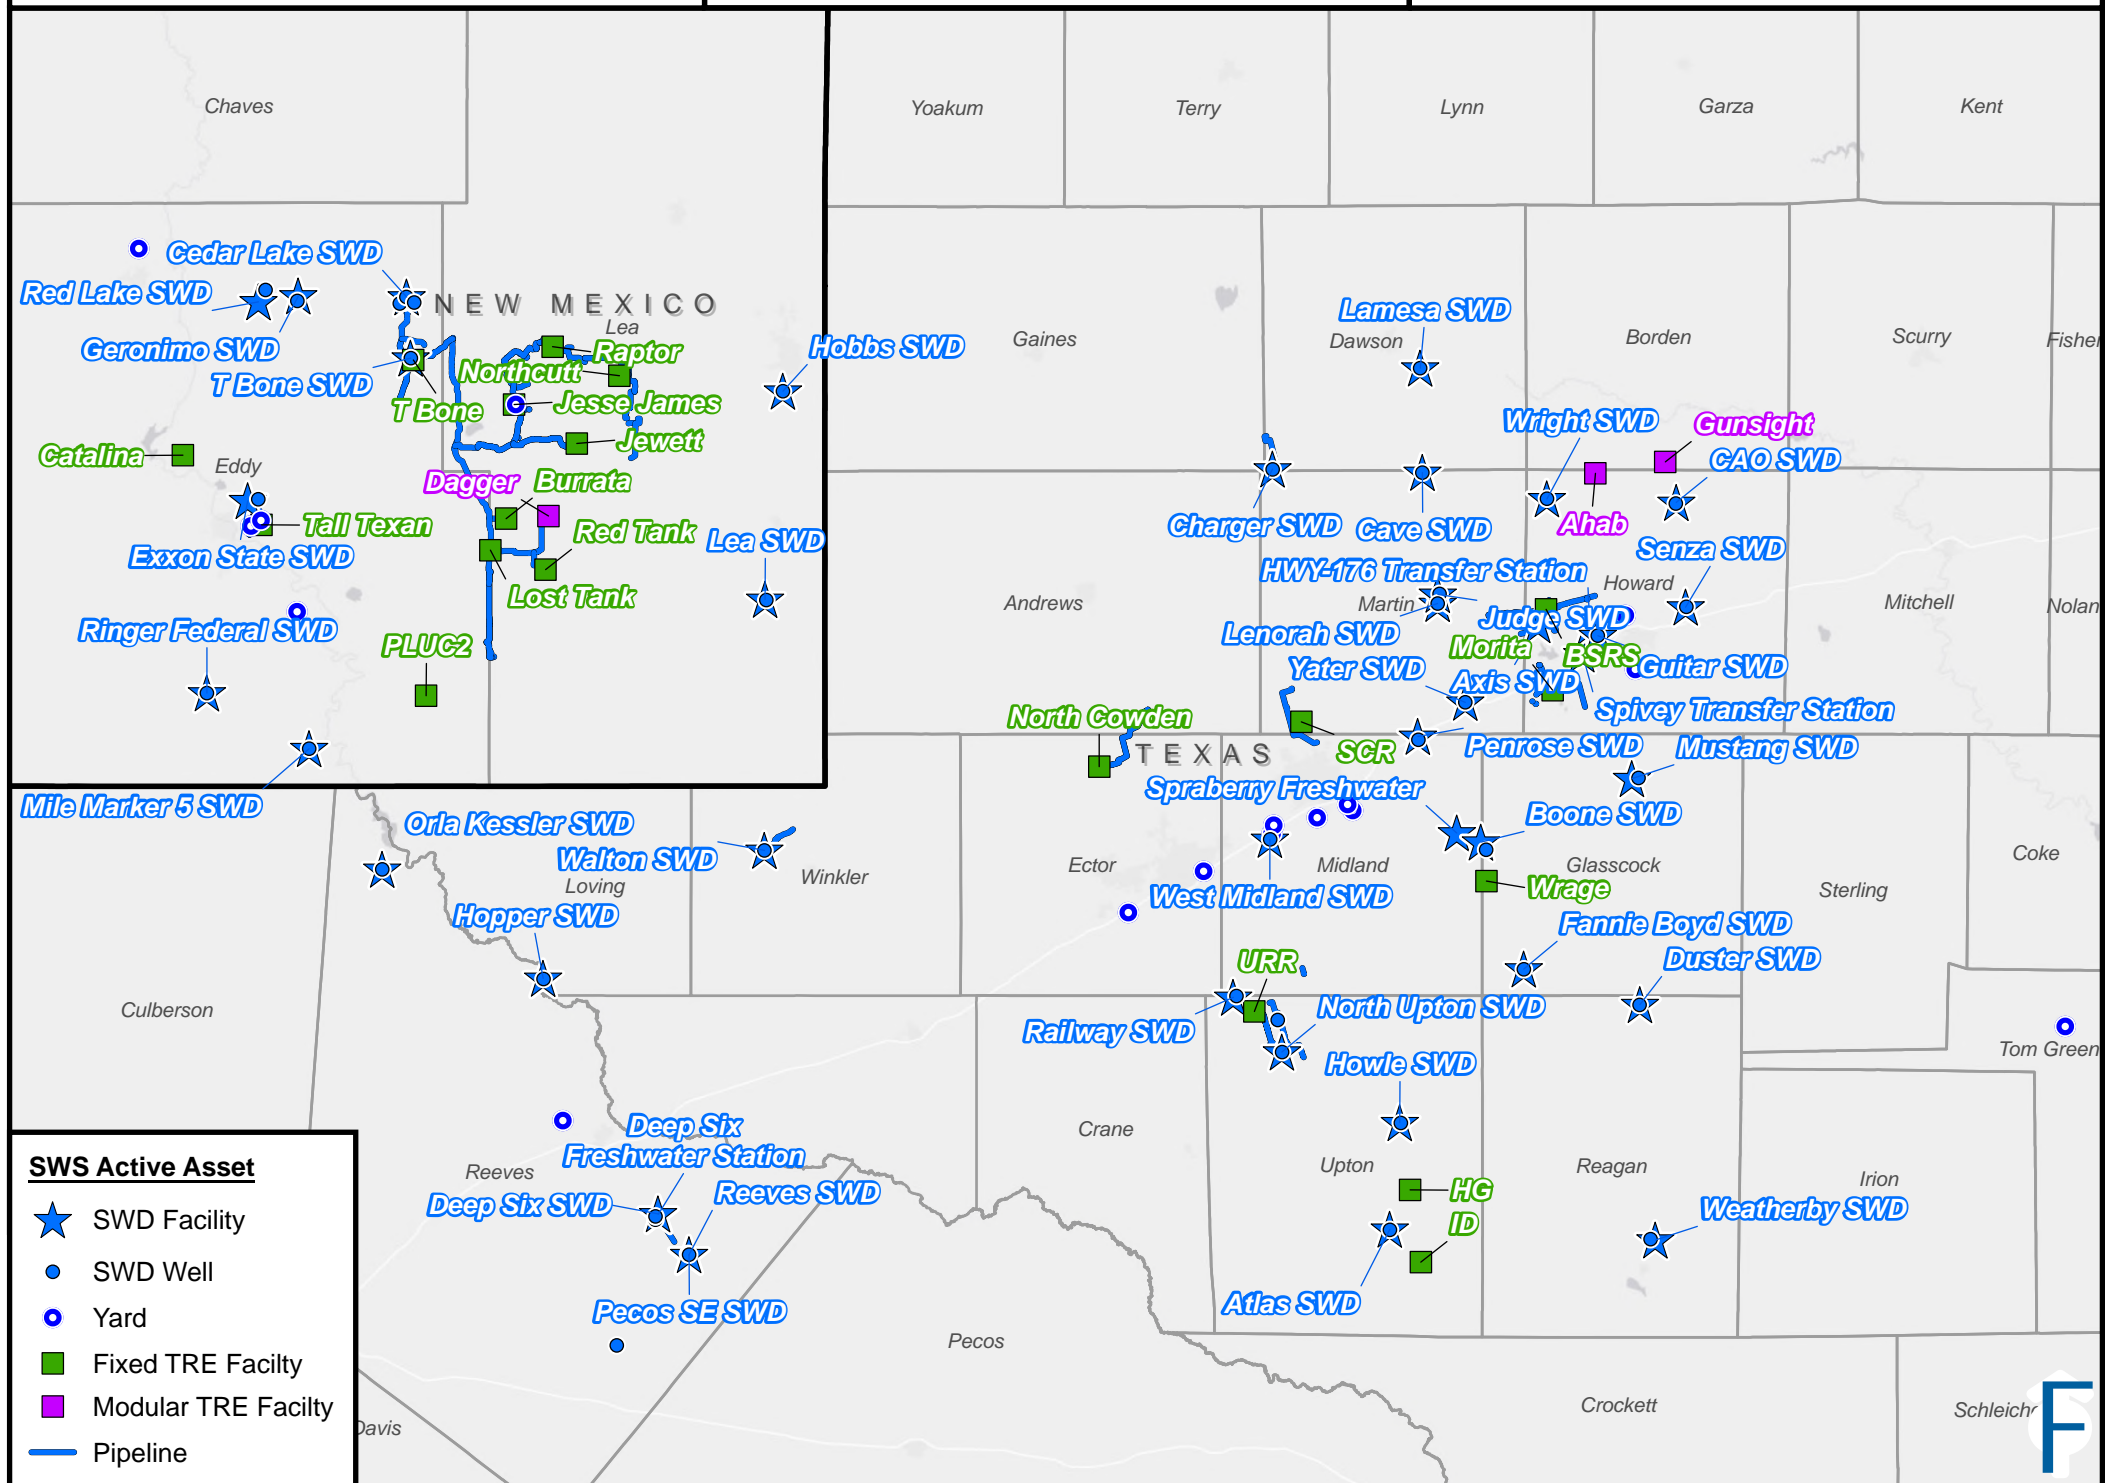 Chaves
Yoakum
Terry
Lynn
Garza
Kent
Cedar Lake SWD
Red Lake SWD
NEW MEXICO
Lea
Geronimo SWD
T Bone SWD
Raptor
Northcutt
T Bone
Jesse James
Jewett
Hobbs SWD
Catalina
Eddy
Dagger
Burrata
Tall Texan
Red Tank
Lea SWD
Exxon State SWD
Lost Tank
Ringer Federal SWD
PLUC2
Mile Marker 5 SWD
Gaines
Lamesa SWD
Dawson
Borden
Scurry
Fisher
Wright SWD
Gunsight
CAO SWD
Charger SWD
Cave SWD
Ahab
Senza SWD
HWY-176 Transfer Station
Howard
Andrews
Martin
Mitchell
Nolan
Lenorah SWD
Judge SWD
Morita
BSRS
Guitar SWD
Yater SWD
Axis SWD
Spivey Transfer Station
North Cowden
TEXAS
SCR
Penrose SWD
Mustang SWD
Spraberry Freshwater
Boone SWD
Orla Kessler SWD
Walton SWD
Loving
Winkler
Ector
Midland
Glasscock
Sterling
Coke
West Midland SWD
Wrage
Hopper SWD
Fannie Boyd SWD
Duster SWD
URR
Culberson
Railway SWD
North Upton SWD
Tom Green
Howle SWD
Crane
Upton
Reagan
Irion
Deep Six
Freshwater Station
Reeves
Deep Six SWD
Reeves SWD
HG
ID
Weatherby SWD
Atlas SWD
Pecos SE SWD
Pecos
Crockett
Schleich
Davis
SWS Active Asset
SWD Facility
SWD Well
Yard
Fixed TRE Facilty
Modular TRE Facilty
Pipeline
F